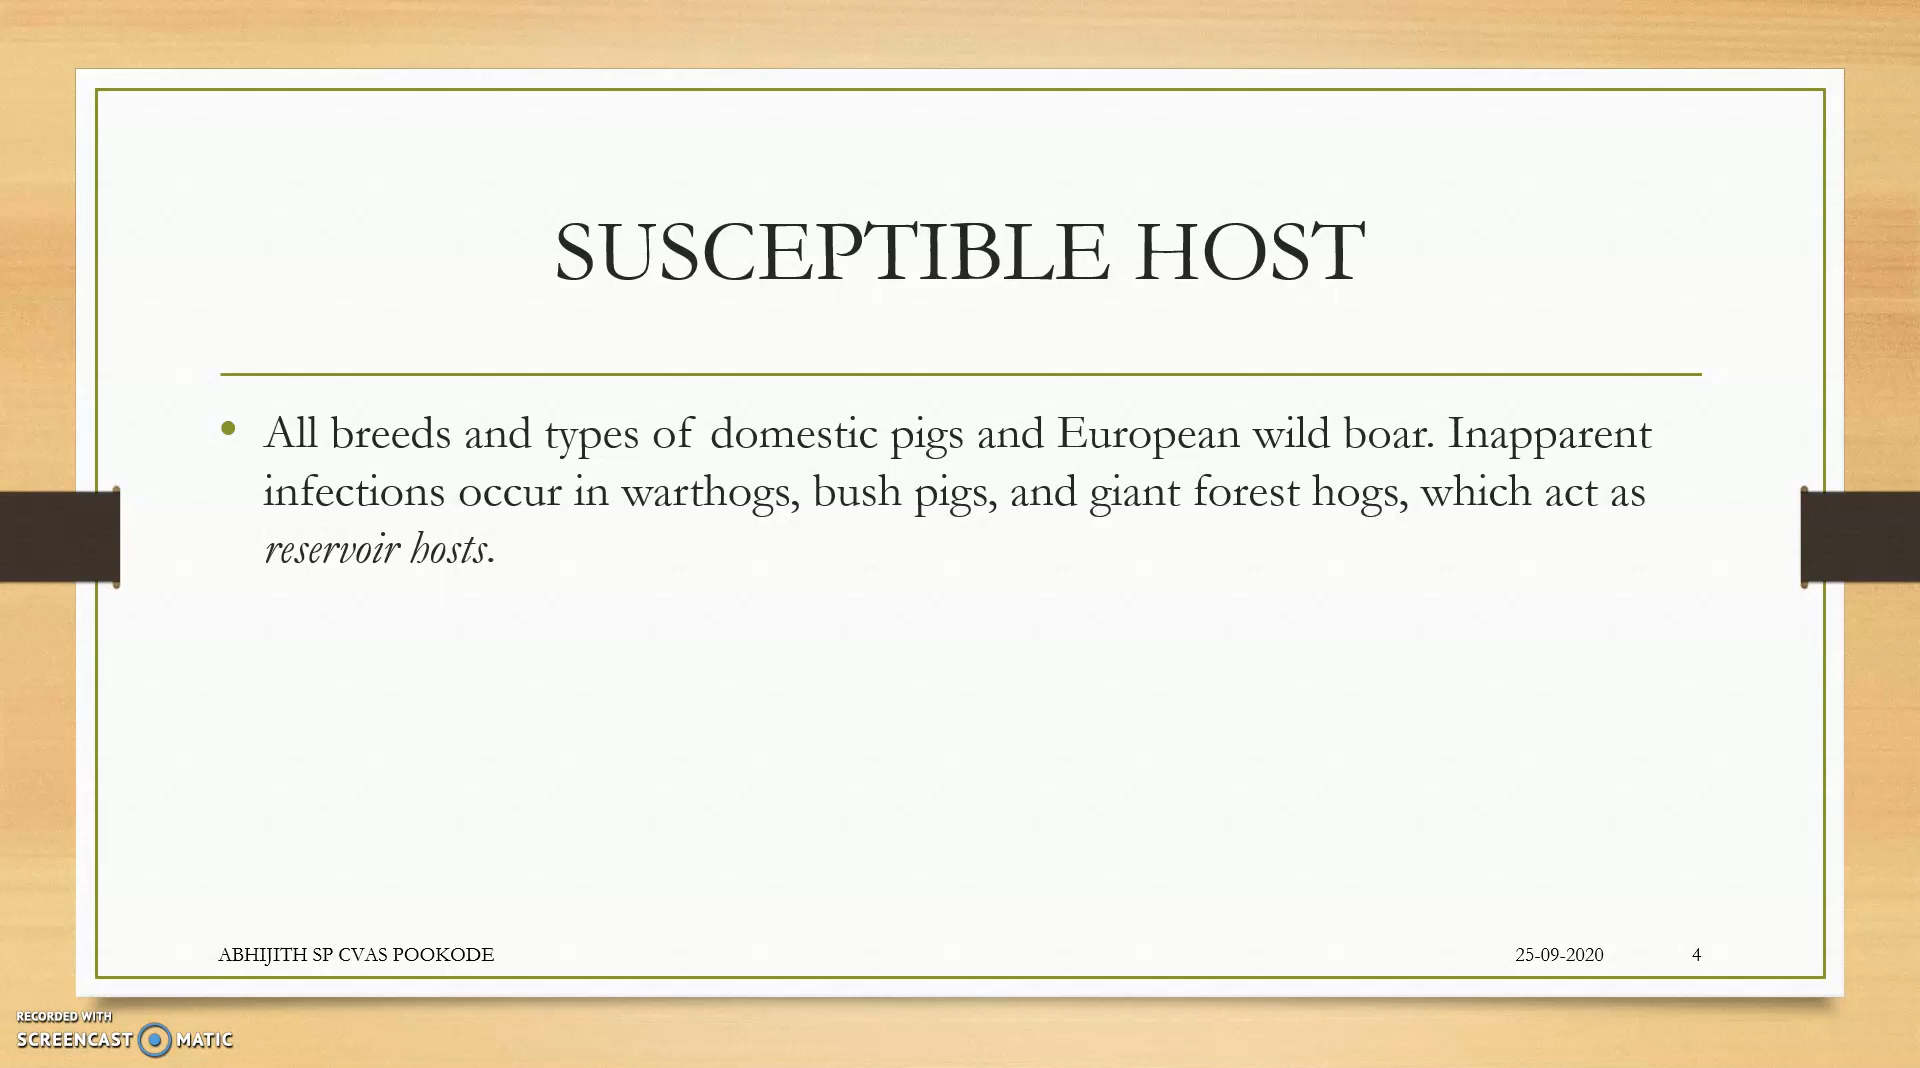 SUSCEPTIBLE HOST
• All breeds and types of domestic pigs and European wild boar. Inapparent
infections occur in warthogs, bush pigs, and giant forest hogs, which act as
reservoir hosts.
ABHIJITH SP CVAS POOKODE 25-09-2020 4
RECORDED WITH
SCREENCAST MATIC